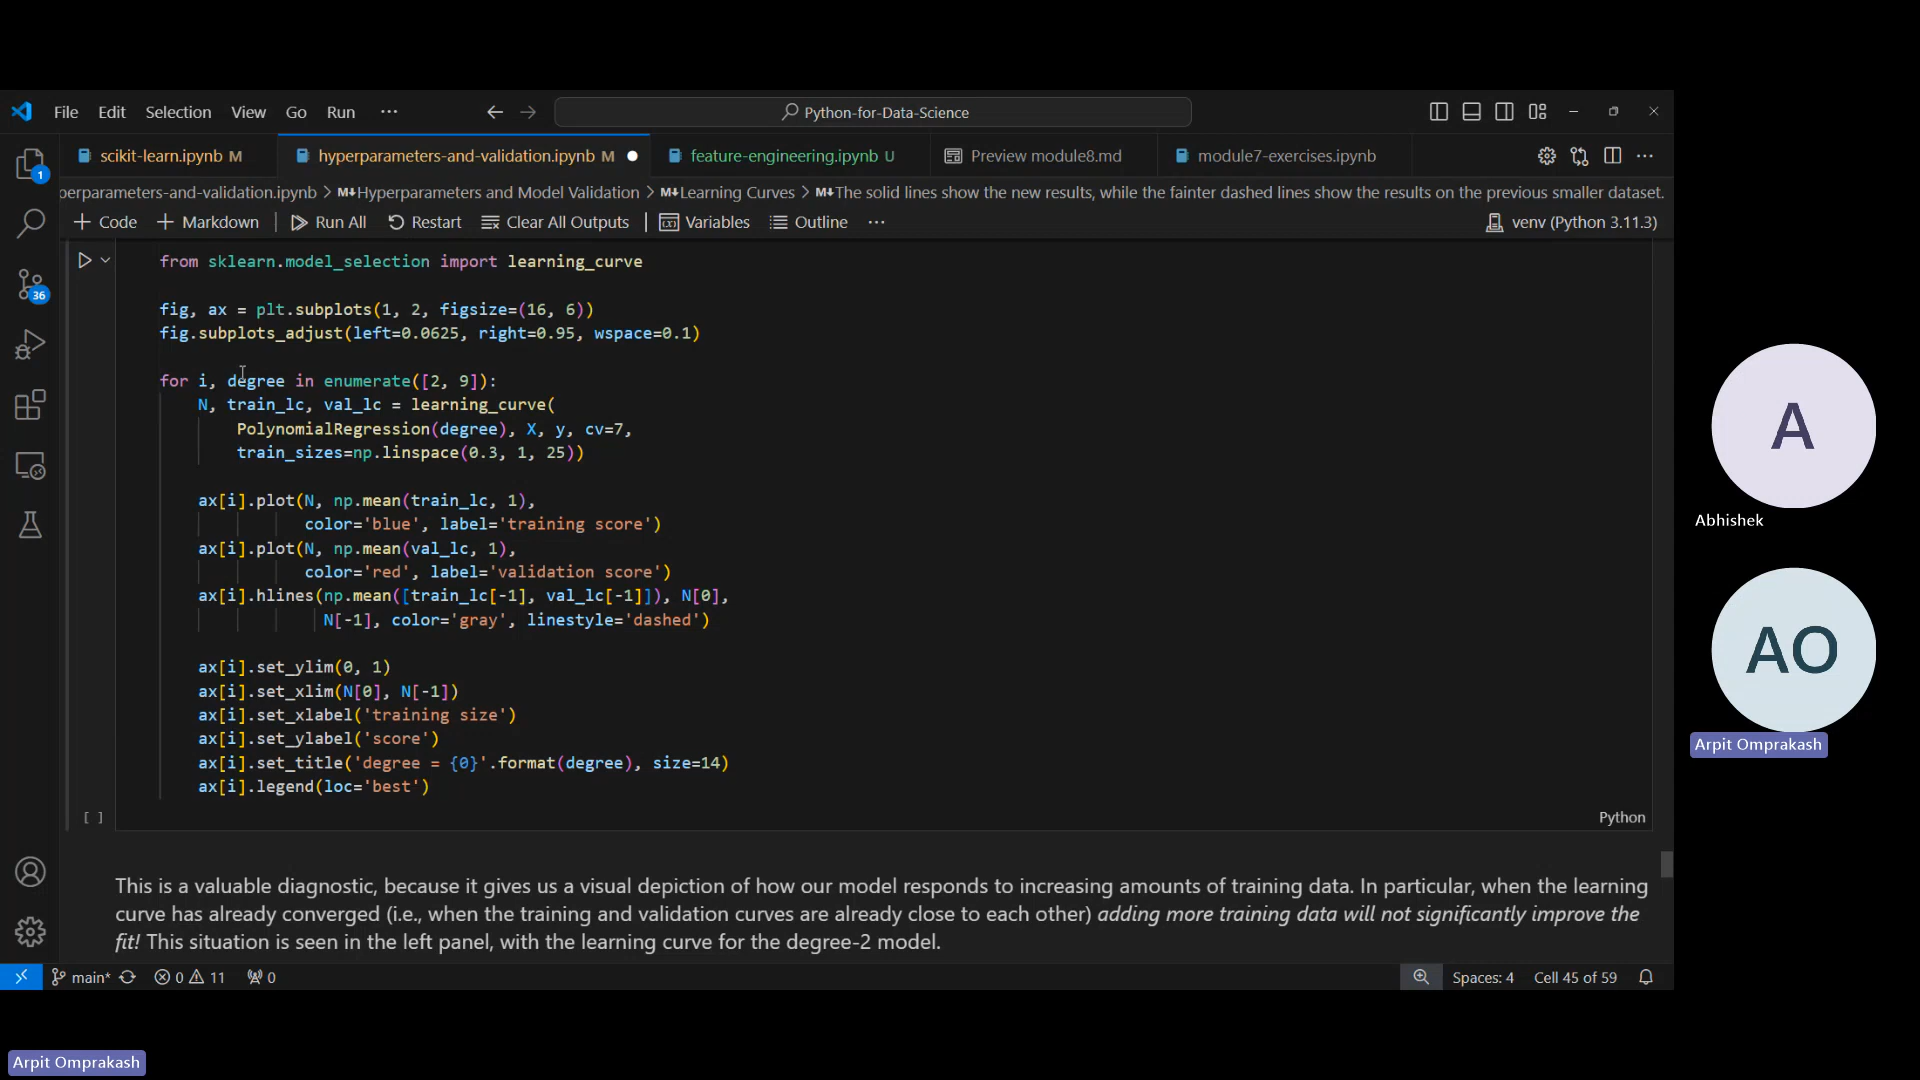 File Edit Selection View Go Run ··· Python-for-Data-Science
scikit-learn.ipynb M hyperparameters-and-validation.ipynb M feature-engineering.ipynb U Preview module8.md module7-exercises.ipynb
perparameters-and-validation.ipynb > M↓Hyperparameters and Model Validation > M↓Learning Curves > M↓The solid lines show the new results, while the fainter dashed lines show the results on the previous smaller dataset.
+ Code + Markdown Run All Restart Clear All Outputs Variables Outline ··· venv (Python 3.11.3)
from sklearn.model_selection import learning_curve
fig, ax = plt.subplots(1, 2, figsize=(16, 6))
fig.subplots_adjust(left=0.0625, right=0.95, wspace=0.1)
for i, degree in enumerate([2, 9]):
N, train_lc, val_lc = learning_curve(
PolynomialRegression(degree), X, y, cv=7,
train_sizes=np.linspace(0.3, 1, 25))
ax[i].plot(N, np.mean(train_lc, 1),
color='blue', label='training score')
ax[i].plot(N, np.mean(val_lc, 1),
color='red', label='validation score')
ax[i].hlines(np.mean([train_lc[-1], val_lc[-1]]), N[0],
N[-1], color='gray', linestyle='dashed')
ax[i].set_ylim(0, 1)
ax[i].set_xlim(N[0], N[-1])
ax[i].set_xlabel('training size')
ax[i].set_ylabel('score')
ax[i].set_title('degree = {0}'.format(degree), size=14)
ax[i].legend(loc='best')
[ ] Python
This is a valuable diagnostic, because it gives us a visual depiction of how our model responds to increasing amounts of training data. In particular, when the learning
curve has already converged (i.e., when the training and validation curves are already close to each other) adding more training data will not significantly improve the
fit! This situation is seen in the left panel, with the learning curve for the degree-2 model.
main* 0 11 0 Spaces: 4 Cell 45 of 59
1
36
A
Abhishek
AO
Arpit Omprakash
Arpit Omprakash